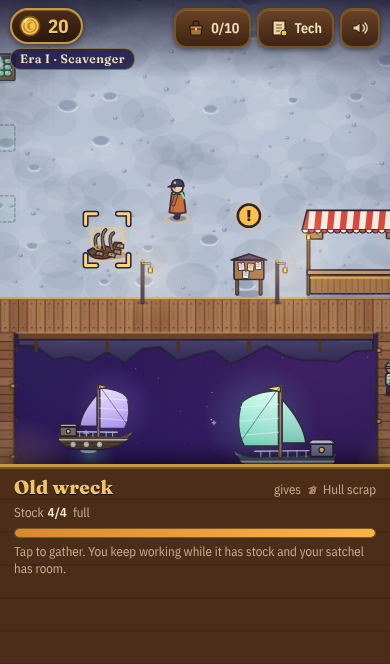 20
0/10
Tech
Era I · Scavenger
!
Old wreck
gives Hull scrap
Stock 4/4 full
Tap to gather. You keep working while it has stock and your satchel
has room.